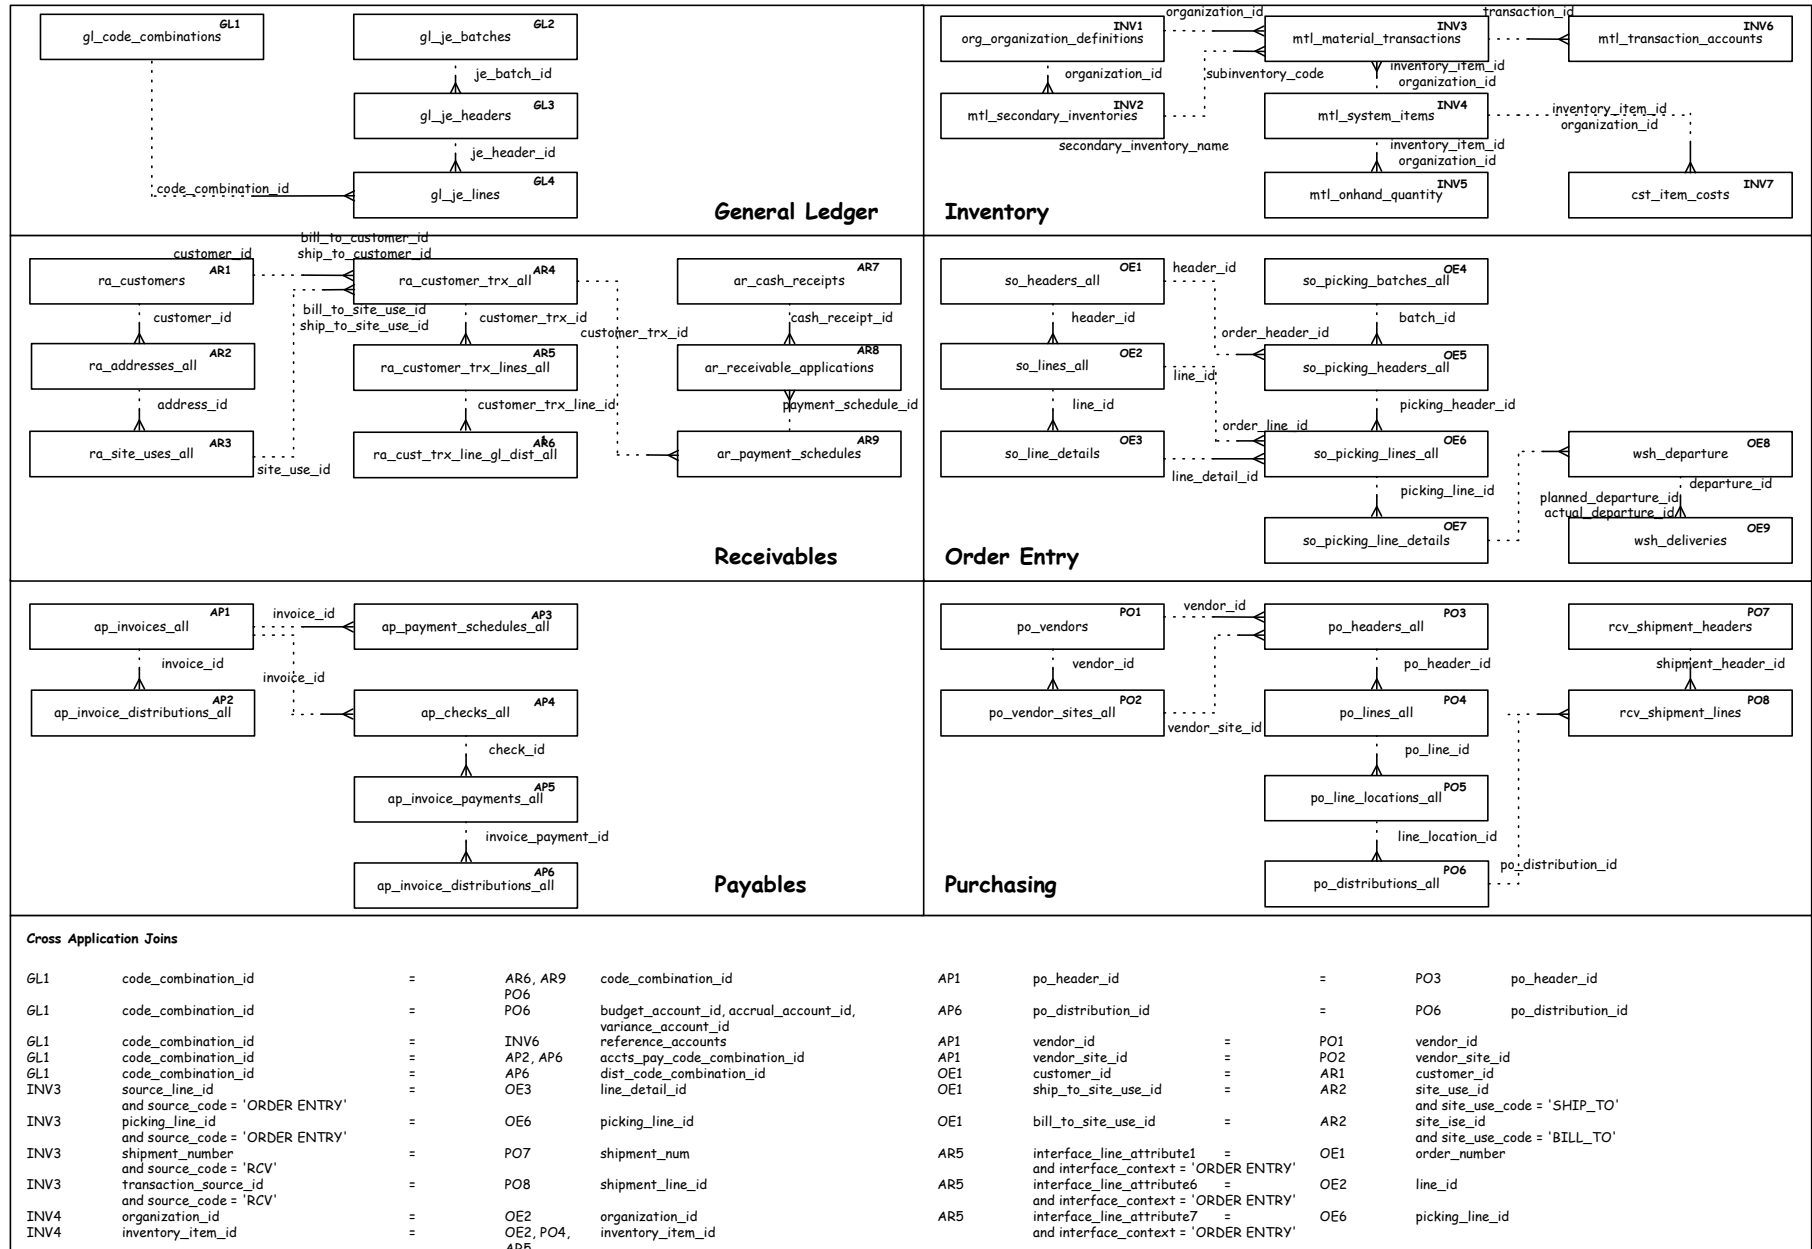 GL1
gl_code_combinations
GL2
gl_je_batches
je_batch_id
GL3
gl_je_headers
je_header_id
code_combination_id
GL4
gl_je_lines
General Ledger
INV1
org_organization_definitions
organization_id
INV3
mtl_material_transactions
transaction_id
INV6
mtl_transaction_accounts
organization_id
subinventory_code
inventory_item_id
organization_id
INV2
mtl_secondary_inventories
secondary_inventory_name
INV4
mtl_system_items
inventory_item_id
organization_id
inventory_item_id
organization_id
INV5
mtl_onhand_quantity
INV7
cst_item_costs
Inventory
customer_id
bill_to_customer_id
ship_to_customer_id
AR1
ra_customers
AR4
ra_customer_trx_all
AR7
ar_cash_receipts
customer_id
bill_to_site_use_id
ship_to_site_use_id
customer_trx_id
customer_trx_id
cash_receipt_id
AR2
ra_addresses_all
AR5
ra_customer_trx_lines_all
AR8
ar_receivable_applications
address_id
customer_trx_line_id
payment_schedule_id
AR3
ra_site_uses_all
site_use_id
AR6
ra_cust_trx_line_gl_dist_all
AR9
ar_payment_schedules
Receivables
OE1
so_headers_all
header_id
OE4
so_picking_batches_all
header_id
order_header_id
batch_id
OE2
so_lines_all
line_id
OE5
so_picking_headers_all
line_id
order_line_id
picking_header_id
OE3
so_line_details
line_detail_id
OE6
so_picking_lines_all
OE8
wsh_departure
picking_line_id
departure_id
planned_departure_id
actual_departure_id
OE7
so_picking_line_details
OE9
wsh_deliveries
Order Entry
AP1
ap_invoices_all
invoice_id
AP3
ap_payment_schedules_all
invoice_id
invoice_id
AP2
ap_invoice_distributions_all
AP4
ap_checks_all
check_id
AP5
ap_invoice_payments_all
invoice_payment_id
AP6
ap_invoice_distributions_all
Payables
PO1
po_vendors
vendor_id
PO3
po_headers_all
PO7
rcv_shipment_headers
vendor_id
po_header_id
shipment_header_id
PO2
po_vendor_sites_all
vendor_site_id
PO4
po_lines_all
PO8
rcv_shipment_lines
po_line_id
PO5
po_line_locations_all
line_location_id
po_distribution_id
PO6
po_distributions_all
Purchasing
Cross Application Joins
GL1 code_combination_id = AR6, AR9 code_combination_id
PO6
GL1 code_combination_id = PO6 budget_account_id, accrual_account_id,
variance_account_id
GL1 code_combination_id = INV6 reference_accounts
GL1 code_combination_id = AP2, AP6 accts_pay_code_combination_id
GL1 code_combination_id = AP6 dist_code_combination_id
INV3 source_line_id = OE3 line_detail_id
and source_code = 'ORDER ENTRY'
INV3 picking_line_id = OE6 picking_line_id
and source_code = 'ORDER ENTRY'
INV3 shipment_number = PO7 shipment_num
and source_code = 'RCV'
INV3 transaction_source_id = PO8 shipment_line_id
and source_code = 'RCV'
INV4 organization_id = OE2 organization_id
INV4 inventory_item_id = OE2, PO4, inventory_item_id
AR5
AP1 po_header_id = PO3 po_header_id
AP6 po_distribution_id = PO6 po_distribution_id
AP1 vendor_id = PO1 vendor_id
AP1 vendor_site_id = PO2 vendor_site_id
OE1 customer_id = AR1 customer_id
OE1 ship_to_site_use_id = AR2 site_use_id
and site_use_code = 'SHIP_TO'
OE1 bill_to_site_use_id = AR2 site_ise_id
and site_use_code = 'BILL_TO'
AR5 interface_line_attribute1 = OE1 order_number
and interface_context = 'ORDER ENTRY'
AR5 interface_line_attribute6 = OE2 line_id
and interface_context = 'ORDER ENTRY'
AR5 interface_line_attribute7 = OE6 picking_line_id
and interface_context = 'ORDER ENTRY'